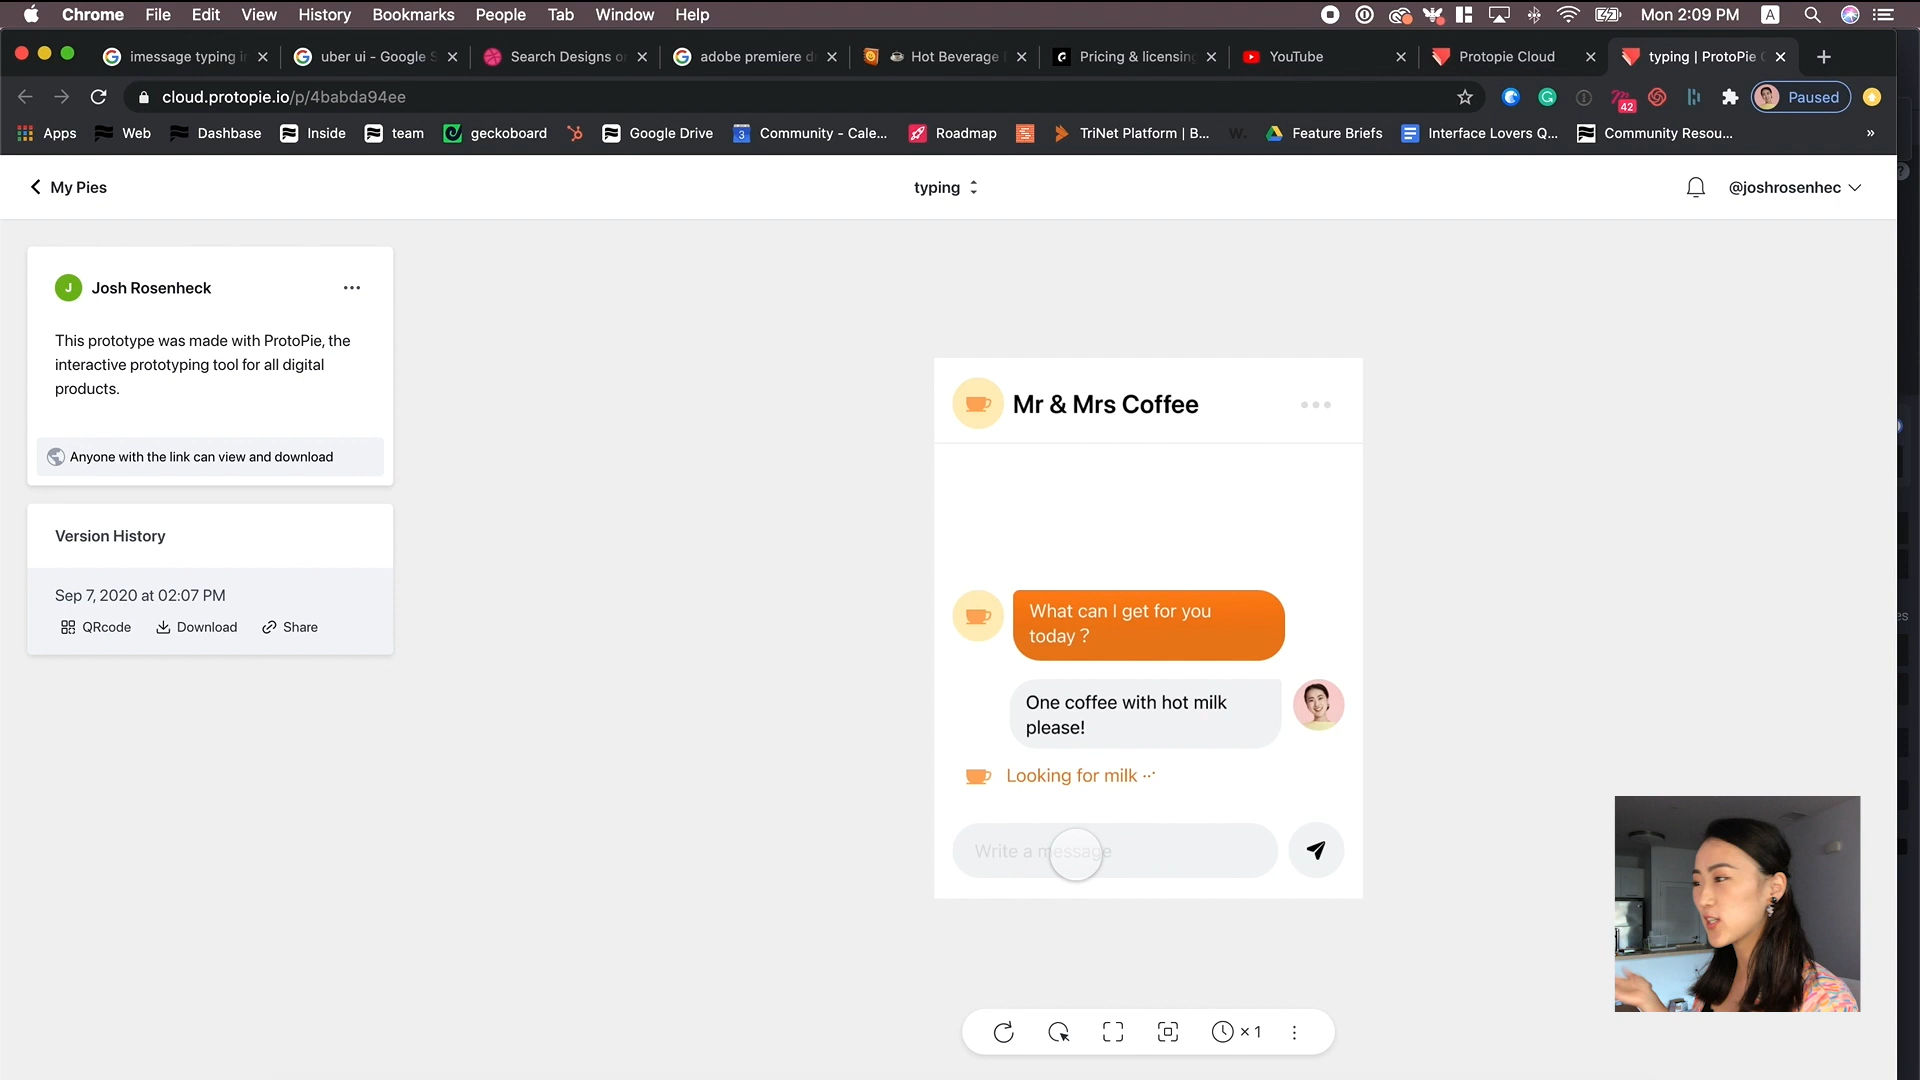 Chrome File Edit View History Bookmarks People Tab Window Help Mon 2:09 PM A
imessage typing in uber ui - Google S Search Designs o adobe premiere d Hot Beverage Pricing & licensing YouTube Protopie Cloud typing | ProtoPie C
cloud.protopie.io/p/4babda94ee 42 Paused
Apps Web Dashbase Inside team geckoboard Google Drive 3 Community - Cale... Roadmap TriNet Platform | B... W. Feature Briefs Interface Lovers Q... Community Resou... »
My Pies typing @joshrosenhec
J Josh Rosenheck
This prototype was made with ProtoPie, the
interactive prototyping tool for all digital
products.
Anyone with the link can view and download
Version History
Sep 7, 2020 at 02:07 PM
QRcode Download Share
Mr & Mrs Coffee
What can I get for you
today ?
One coffee with hot milk
please!
Looking for milk
Write a message
× 1